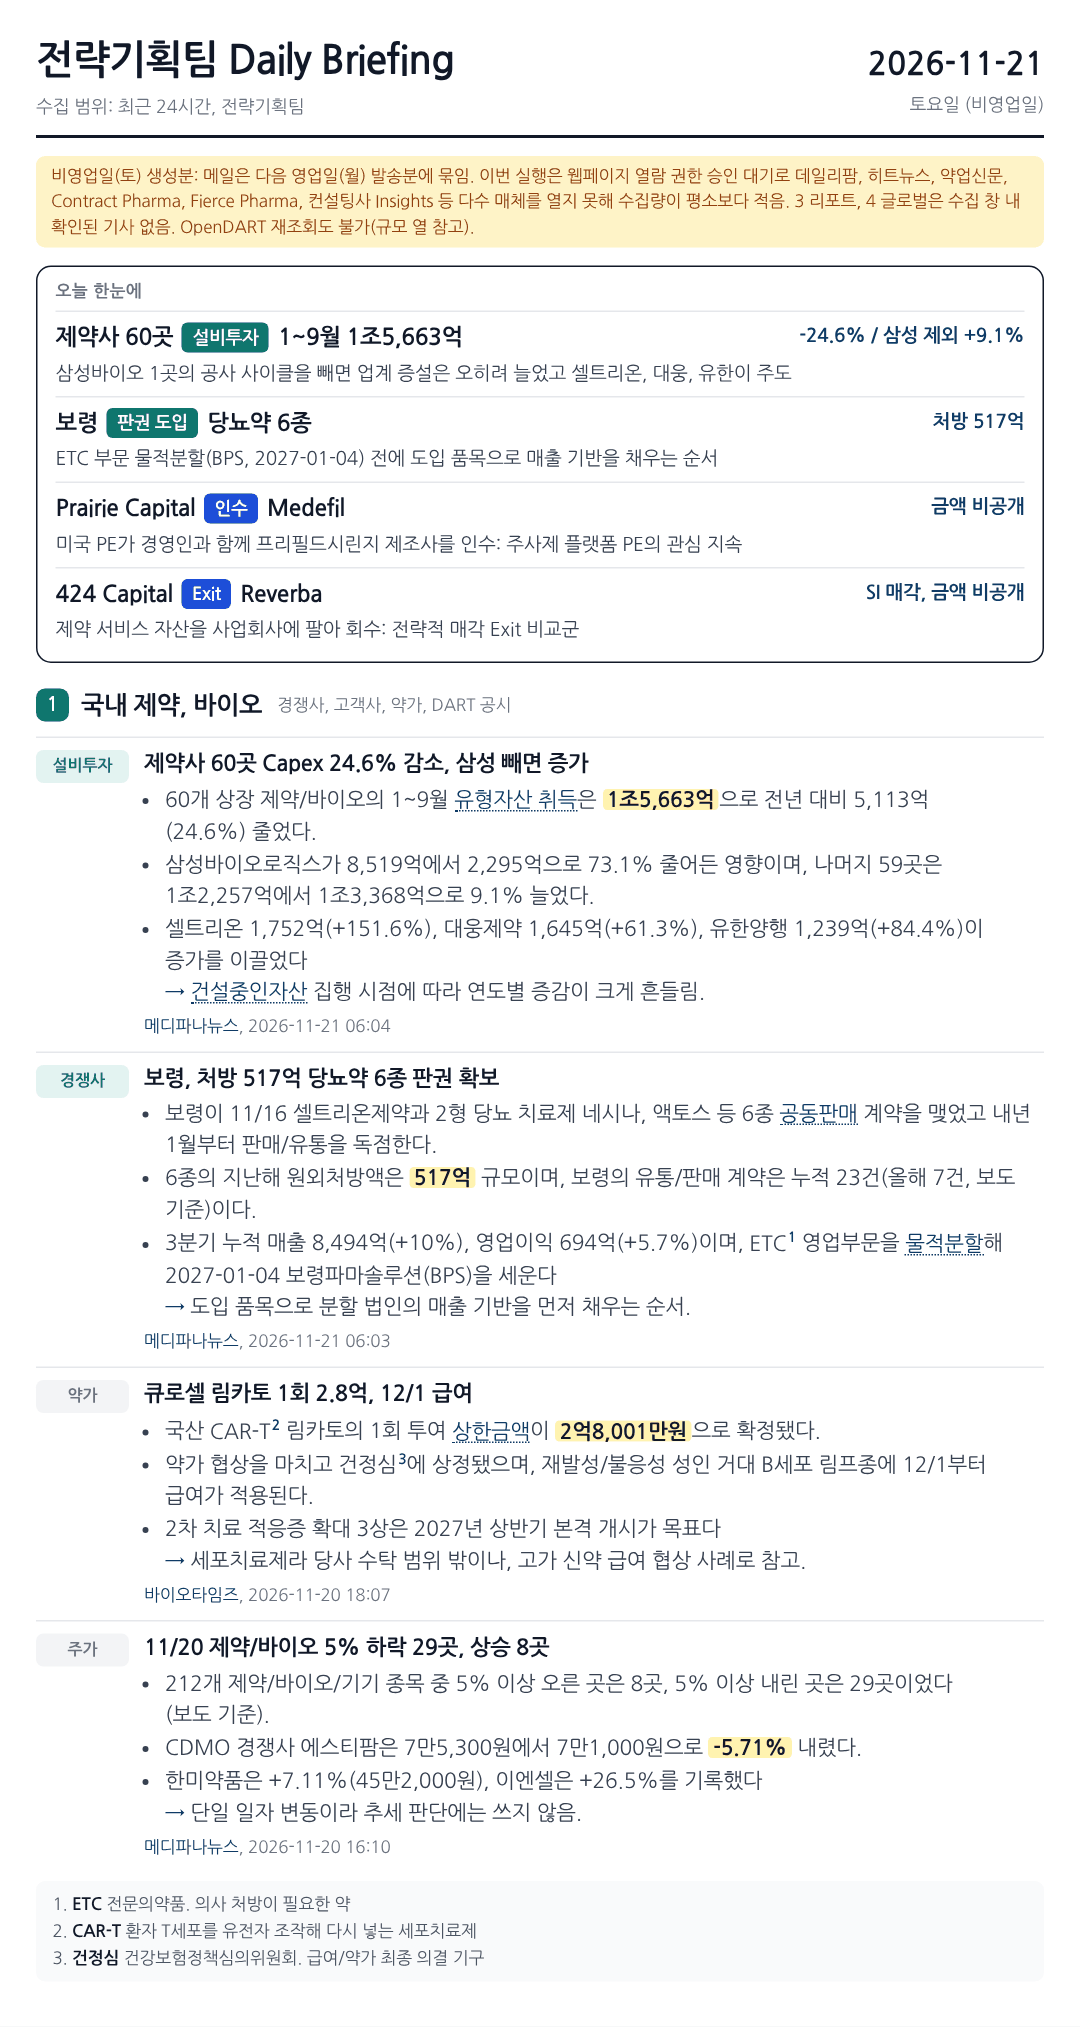 전략기획팀 Daily Briefing
2026-11-21
수집 범위: 최근 24시간, 전략기획팀
토요일 (비영업일)
비영업일(토) 생성분: 메일은 다음 영업일(월) 발송분에 묶임. 이번 실행은 웹페이지 열람 권한 승인 대기로 데일리팜, 히트뉴스, 약업신문,
Contract Pharma, Fierce Pharma, 컨설팅사 Insights 등 다수 매체를 열지 못해 수집량이 평소보다 적음. 3 리포트, 4 글로벌은 수집 창 내
확인된 기사 없음. OpenDART 재조회도 불가(규모 열 참고).
오늘 한눈에
제약사 60곳 설비투자 1~9월 1조5,663억
-24.6% / 삼성 제외 +9.1%
삼성바이오 1곳의 공사 사이클을 빼면 업계 증설은 오히려 늘었고 셀트리온, 대웅, 유한이 주도
보령 판권 도입 당뇨약 6종
처방 517억
ETC 부문 물적분할(BPS, 2027-01-04) 전에 도입 품목으로 매출 기반을 채우는 순서
Prairie Capital 인수 Medefil
금액 비공개
미국 PE가 경영인과 함께 프리필드시린지 제조사를 인수: 주사제 플랫폼 PE의 관심 지속
424 Capital Exit Reverba
SI 매각, 금액 비공개
제약 서비스 자산을 사업회사에 팔아 회수: 전략적 매각 Exit 비교군
1 국내 제약, 바이오 경쟁사, 고객사, 약가, DART 공시
설비투자
제약사 60곳 Capex 24.6% 감소, 삼성 빼면 증가
• 60개 상장 제약/바이오의 1~9월 유형자산 취득은 1조5,663억으로 전년 대비 5,113억
(24.6%) 줄었다.
• 삼성바이오로직스가 8,519억에서 2,295억으로 73.1% 줄어든 영향이며, 나머지 59곳은
1조2,257억에서 1조3,368억으로 9.1% 늘었다.
• 셀트리온 1,752억(+151.6%), 대웅제약 1,645억(+61.3%), 유한양행 1,239억(+84.4%)이
증가를 이끌었다
→ 건설중인자산 집행 시점에 따라 연도별 증감이 크게 흔들림.
메디파나뉴스, 2026-11-21 06:04
경쟁사
보령, 처방 517억 당뇨약 6종 판권 확보
• 보령이 11/16 셀트리온제약과 2형 당뇨 치료제 네시나, 액토스 등 6종 공동판매 계약을 맺었고 내년
1월부터 판매/유통을 독점한다.
• 6종의 지난해 원외처방액은 517억 규모이며, 보령의 유통/판매 계약은 누적 23건(올해 7건, 보도
기준)이다.
• 3분기 누적 매출 8,494억(+10%), 영업이익 694억(+5.7%)이며, ETC¹ 영업부문을 물적분할해
2027-01-04 보령파마솔루션(BPS)을 세운다
→ 도입 품목으로 분할 법인의 매출 기반을 먼저 채우는 순서.
메디파나뉴스, 2026-11-21 06:03
약가
큐로셀 림카토 1회 2.8억, 12/1 급여
• 국산 CAR-T² 림카토의 1회 투여 상한금액이 2억8,001만원으로 확정됐다.
• 약가 협상을 마치고 건정심³에 상정됐으며, 재발성/불응성 성인 거대 B세포 림프종에 12/1부터
급여가 적용된다.
• 2차 치료 적응증 확대 3상은 2027년 상반기 본격 개시가 목표다
→ 세포치료제라 당사 수탁 범위 밖이나, 고가 신약 급여 협상 사례로 참고.
바이오타임즈, 2026-11-20 18:07
주가
11/20 제약/바이오 5% 하락 29곳, 상승 8곳
• 212개 제약/바이오/기기 종목 중 5% 이상 오른 곳은 8곳, 5% 이상 내린 곳은 29곳이었다
(보도 기준).
• CDMO 경쟁사 에스티팜은 7만5,300원에서 7만1,000원으로 -5.71% 내렸다.
• 한미약품은 +7.11%(45만2,000원), 이엔셀은 +26.5%를 기록했다
→ 단일 일자 변동이라 추세 판단에는 쓰지 않음.
메디파나뉴스, 2026-11-20 16:10
1. ETC 전문의약품. 의사 처방이 필요한 약
2. CAR-T 환자 T세포를 유전자 조작해 다시 넣는 세포치료제
3. 건정심 건강보험정책심의위원회. 급여/약가 최종 의결 기구